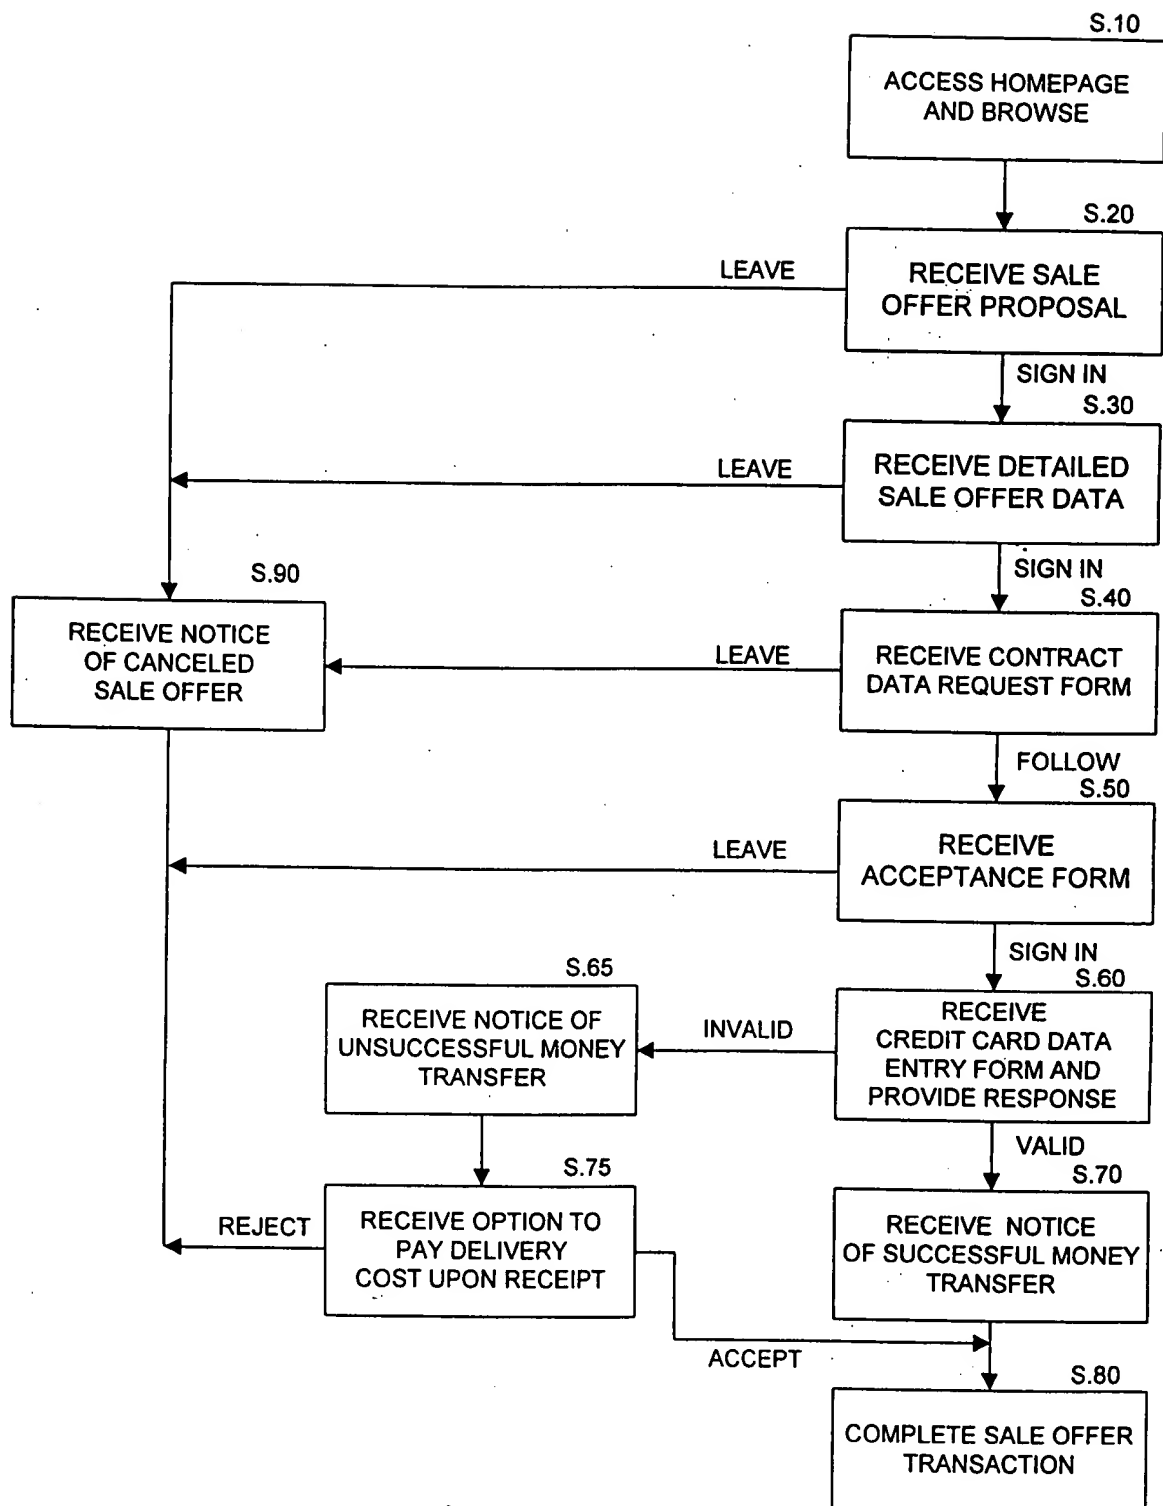 S.10
ACCESS HOMEPAGE
AND BROWSE
S.20
RECEIVE SALE
OFFER PROPOSAL
LEAVE
SIGN IN
S.30
RECEIVE DETAILED
SALE OFFER DATA
LEAVE
SIGN IN
S.40
RECEIVE CONTRACT
DATA REQUEST FORM
LEAVE
S.90
RECEIVE NOTICE
OF CANCELED
SALE OFFER
FOLLOW
S.50
RECEIVE
ACCEPTANCE FORM
LEAVE
SIGN IN
S.60
RECEIVE
CREDIT CARD DATA
ENTRY FORM AND
PROVIDE RESPONSE
INVALID
S.65
RECEIVE NOTICE OF
UNSUCCESSFUL MONEY
TRANSFER
VALID
S.70
RECEIVE NOTICE
OF SUCCESSFUL MONEY
TRANSFER
S.75
RECEIVE OPTION TO
PAY DELIVERY
COST UPON RECEIPT
REJECT
ACCEPT
S.80
COMPLETE SALE OFFER
TRANSACTION